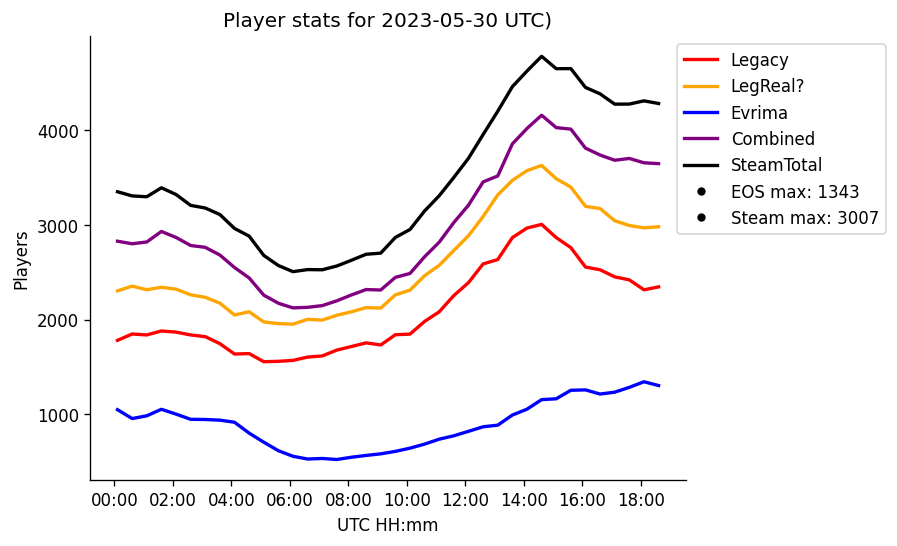 Player stats for 2023-05-30 UTC)
Legacy
LegReal?
Evrima
Combined
SteamTotal
EOS max: 1343
Steam max: 3007
Players
4000
3000
2000
1000
00:00 02:00 04:00 06:00 08:00 10:00 12:00 14:00 16:00 18:00
UTC HH:mm